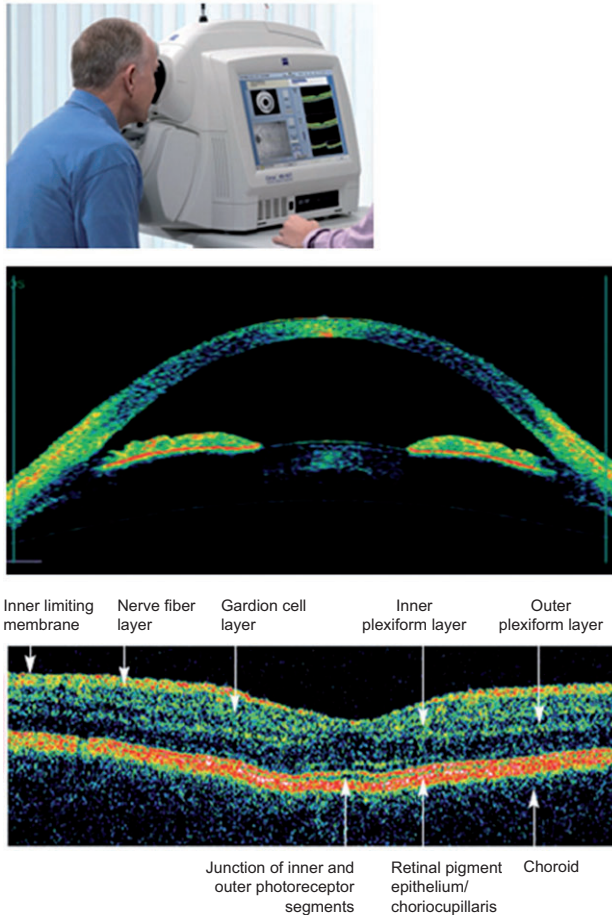 Inner limiting
membrane
Nerve fiber
layer
Gardion cell
layer
Inner
plexiform layer
Outer
plexiform layer
Junction of inner and
outer photoreceptor
segments
Retinal pigment
epithelium/
choriocupillaris
Choroid